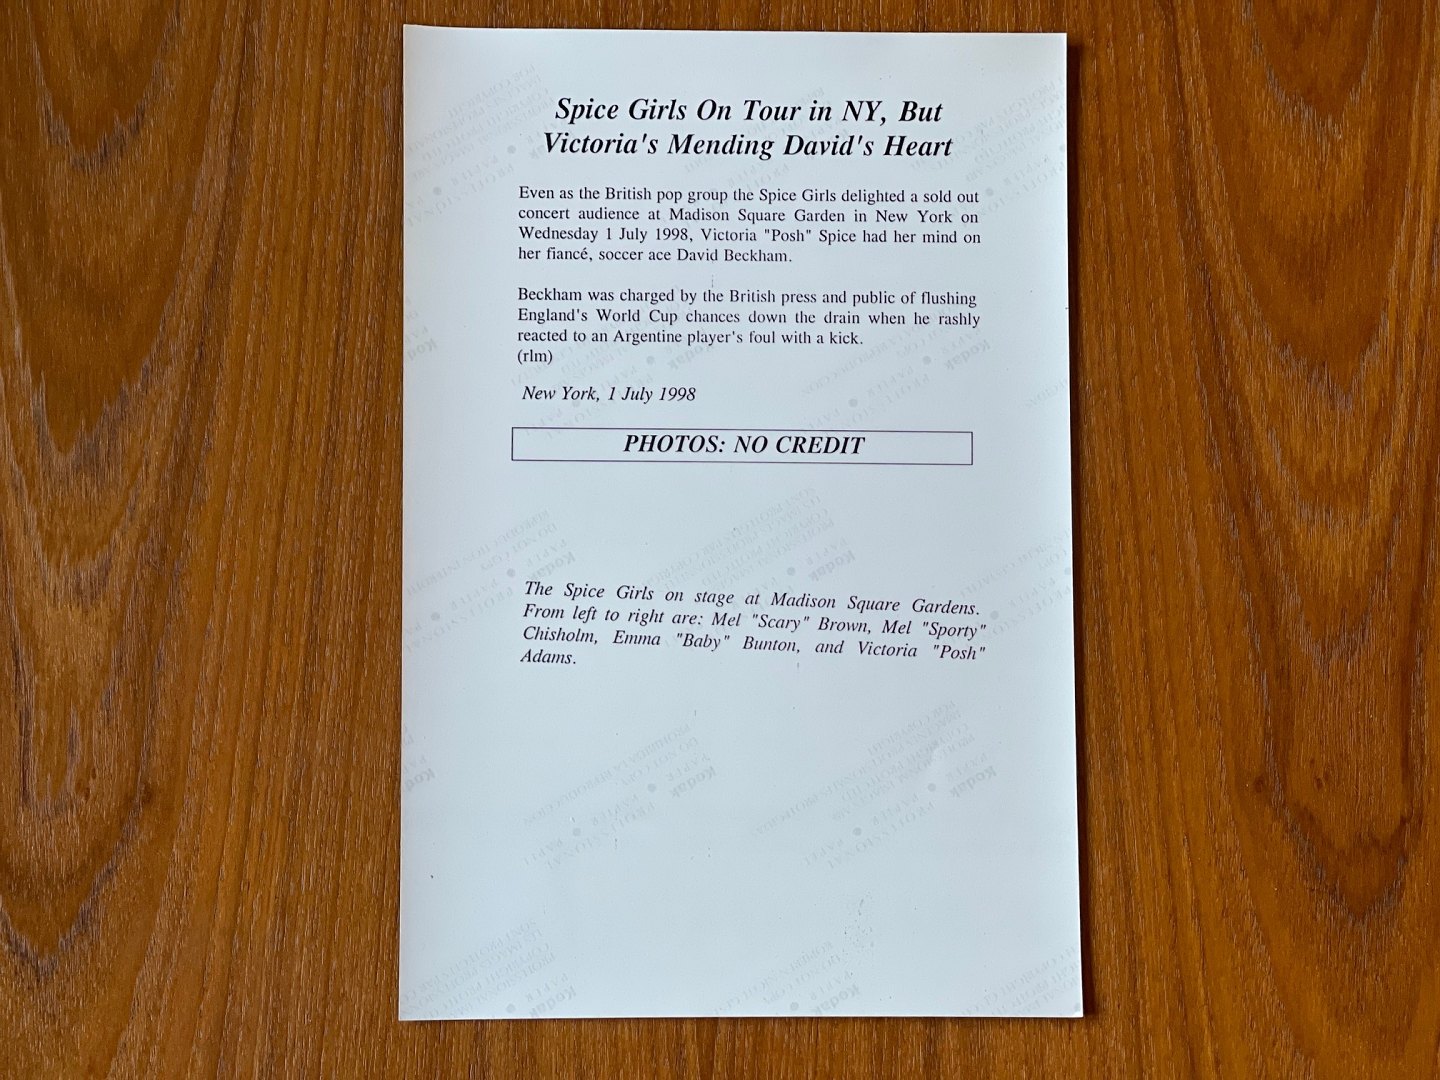 Spice Girls On Tour in NY, But
Victoria's Mending David's Heart
Even as the British pop group the Spice Girls delighted a sold out
concert audience at Madison Square Garden in New York on
Wednesday 1 July 1998, Victoria "Posh" Spice had her mind on
her fiancé, soccer ace David Beckham.
Beckham was charged by the British press and public of flushing
England's World Cup chances down the drain when he rashly
reacted to an Argentine player's foul with a kick.
(rlm)
New York, 1 July 1998
PHOTOS: NO CREDIT
The Spice Girls on stage at Madison Square Gardens.
From left to right are: Mel "Scary" Brown, Mel "Sporty"
Chisholm, Emma "Baby" Bunton, and Victoria "Posh"
Adams.